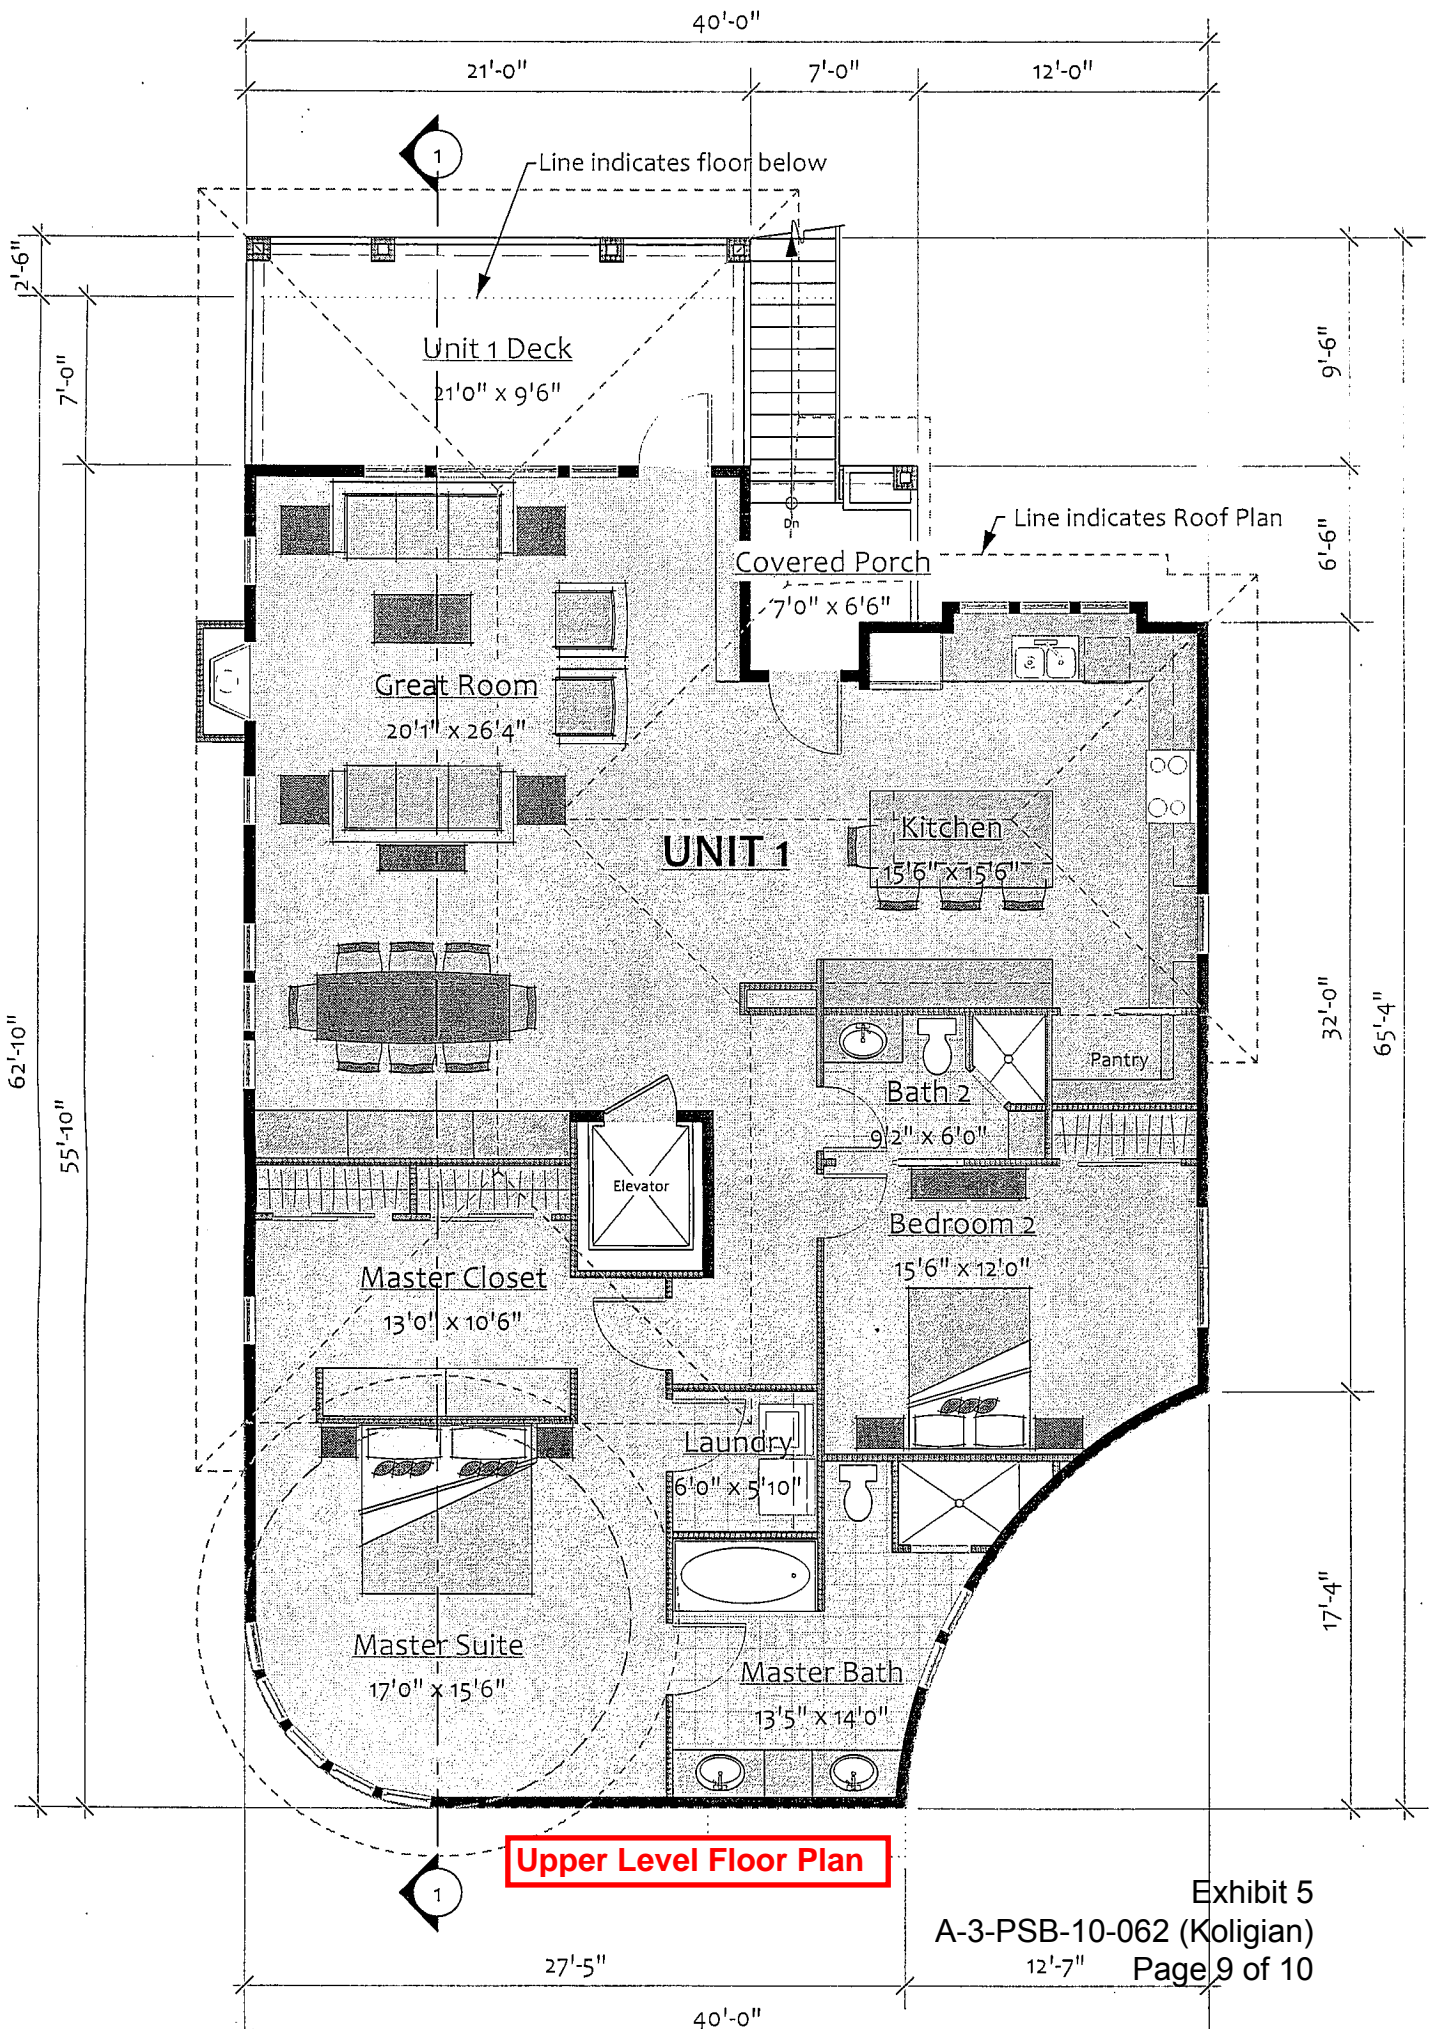 40'-0"
21'-0"
7'-0"
12'-0"
1
Line indicates floor below
2'-6"
Unit 1 Deck
21'0" x 9'6"
9'-6"
7'-0"
Dn
Line indicates Roof Plan
6'-6"
Covered Porch
7'0" x 6'6"
Great Room
20'1" x 26'4"
UNIT 1
Kitchen
15'6" x 15'6"
62'-10"
32'-0"
65'-4"
Pantry
Bath 2
9'2" x 6'0"
55'-10"
Elevator
Bedroom 2
15'6" x 12'0"
Master Closet
13'0" x 10'6"
Laundry
6'0" x 5'10"
17'-4"
Master Suite
17'0" x 15'6"
Master Bath
13'5" x 14'0"
Upper Level Floor Plan
1
Exhibit 5
A-3-PSB-10-062 (Koligian)
Page 9 of 10
27'-5"
12'-7"
40'-0"